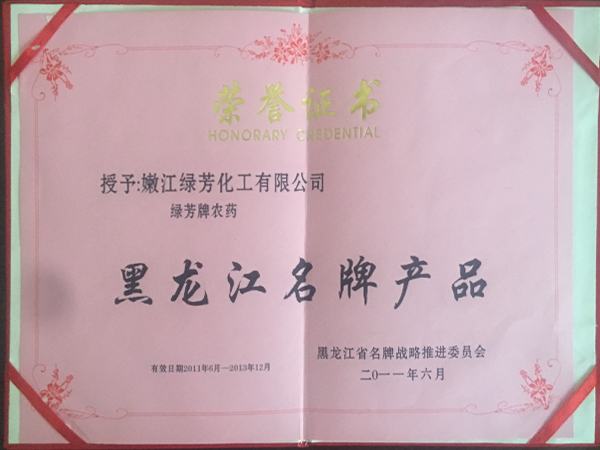 荣誉证书
HONORARY CREDENTIAL
授予:嫩江绿芳化工有限公司
绿芳牌农药
黑龙江名牌产品
黑龙江省名牌战略推进委员会
有效日期2011年6月—2013年12月
二0一一年六月